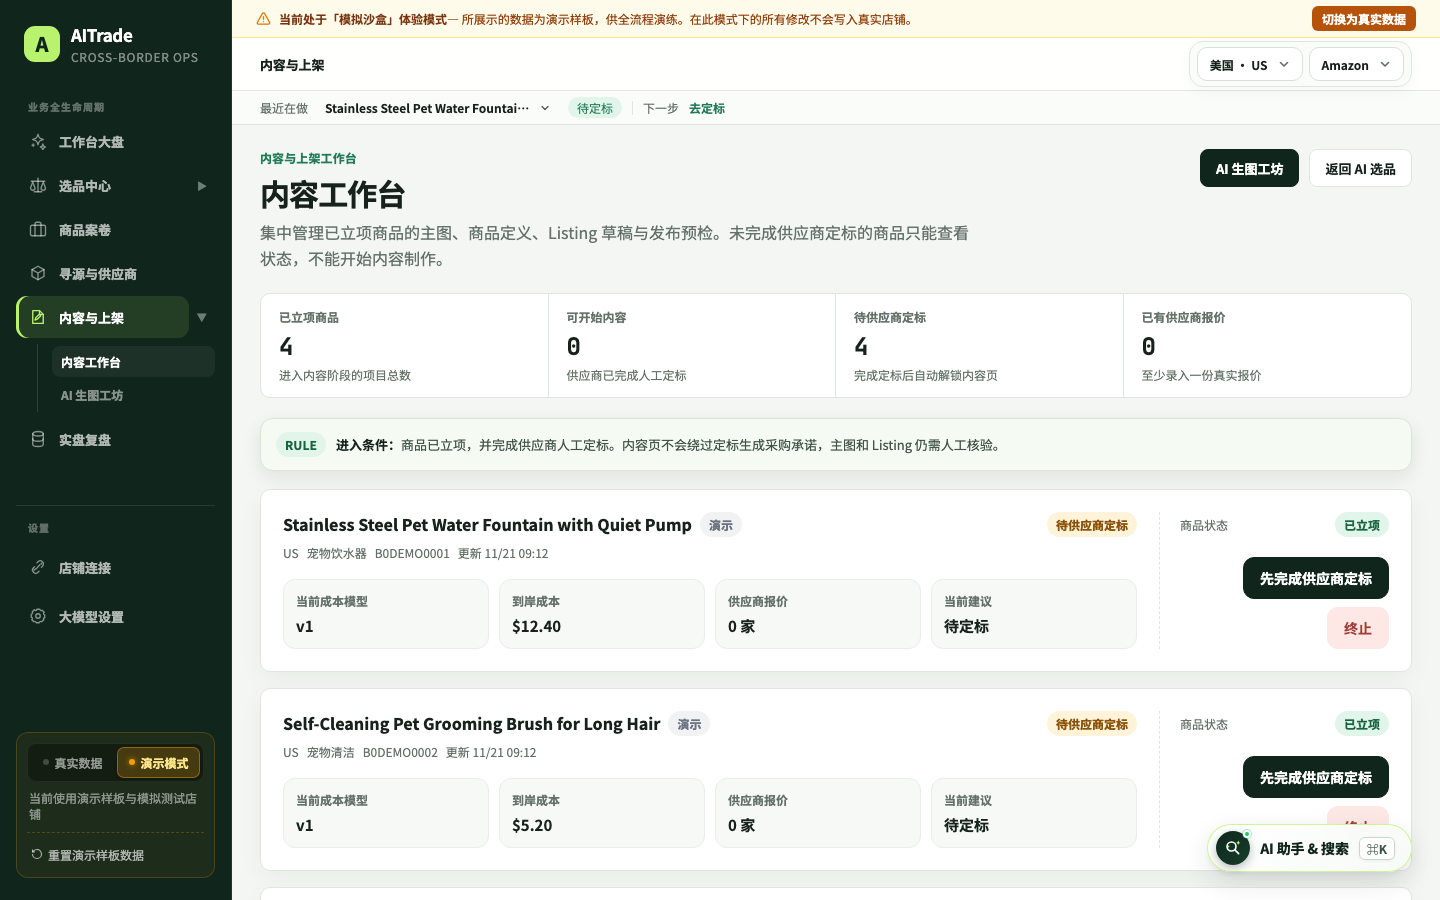 A
AITrade
CROSS-BORDER OPS
业务全生命周期
工作台大盘
选品中心
商品案卷
寻源与供应商
内容与上架
内容工作台
AI 生图工坊
实盘复盘
设置
店铺连接
大模型设置
真实数据
演示模式
当前使用演示样板与模拟测试店
铺
重置演示样板数据
当前处于「模拟沙盒」体验模式— 所展示的数据为演示样板，供全流程演练。在此模式下的所有修改不会写入真实店铺。
切换为真实数据
内容与上架
美国 · US
Amazon
最近在做 Stainless Steel Pet Water Fountai··· 待定标 下一步 去定标
内容与上架工作台
内容工作台
集中管理已立项商品的主图、商品定义、Listing 草稿与发布预检。未完成供应商定标的商品只能查看
状态，不能开始内容制作。
AI 生图工坊
返回 AI 选品
已立项商品
4
进入内容阶段的项目总数
可开始内容
0
供应商已完成人工定标
待供应商定标
4
完成定标后自动解锁内容页
已有供应商报价
0
至少录入一份真实报价
RULE 进入条件：商品已立项，并完成供应商人工定标。内容页不会绕过定标生成采购承诺，主图和 Listing 仍需人工核验。
Stainless Steel Pet Water Fountain with Quiet Pump 演示
待供应商定标
US 宠物饮水器 B0DEMO0001 更新 11/21 09:12
当前成本模型
v1
到岸成本
$12.40
供应商报价
0 家
当前建议
待定标
商品状态
已立项
先完成供应商定标
终止
Self-Cleaning Pet Grooming Brush for Long Hair 演示
待供应商定标
US 宠物清洁 B0DEMO0002 更新 11/21 09:12
当前成本模型
v1
到岸成本
$5.20
供应商报价
0 家
当前建议
待定标
商品状态
已立项
先完成供应商定标
AI 助手 & 搜索 ⌘K